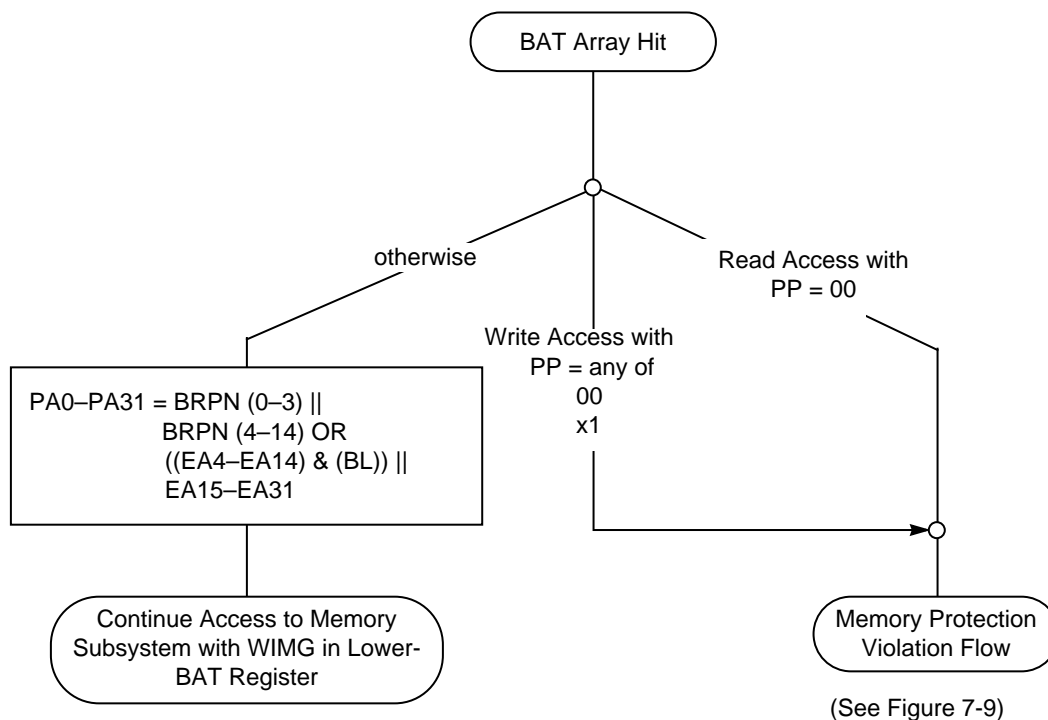 BAT Array Hit
otherwise
Read Access with
PP = 00
Write Access with
PP = any of
00
x1
PA0–PA31 = BRPN (0–3) ||
BRPN (4–14) OR
((EA4–EA14) & (BL)) ||
EA15–EA31
Continue Access to Memory
Subsystem with WIMG in Lower-
BAT Register
Memory Protection
Violation Flow
(See Figure 7-9)